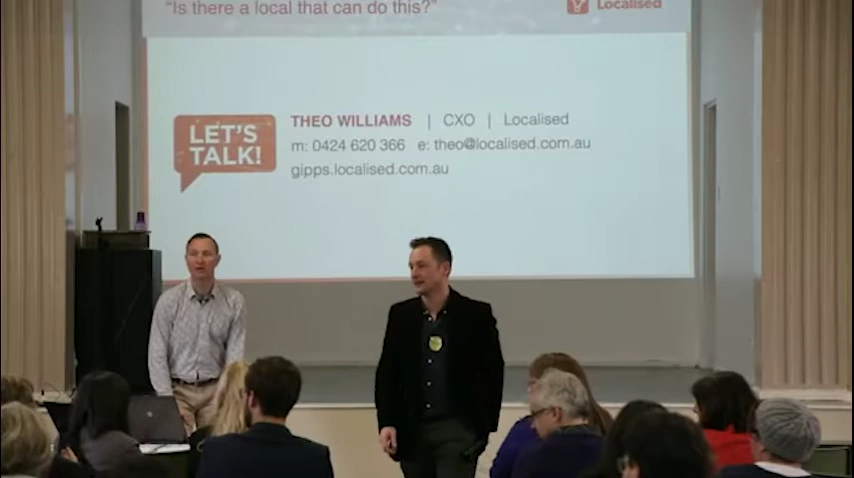 "Is there a local that can do this?"
Localised
LET'S
TALK!
THEO WILLIAMS | CXO | Localised
m: 0424 620 366 e: theo@localised.com.au
gipps.localised.com.au